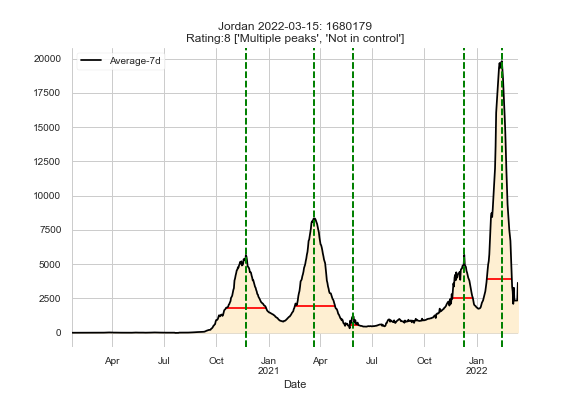 Jordan 2022-03-15: 1680179
Rating:8 ['Multiple peaks', 'Not in control']
Average-7d
20000
17500
15000
12500
10000
7500
5000
2500
0
Apr Jul Oct Jan Apr Jul Oct Jan
2021 2022
Date